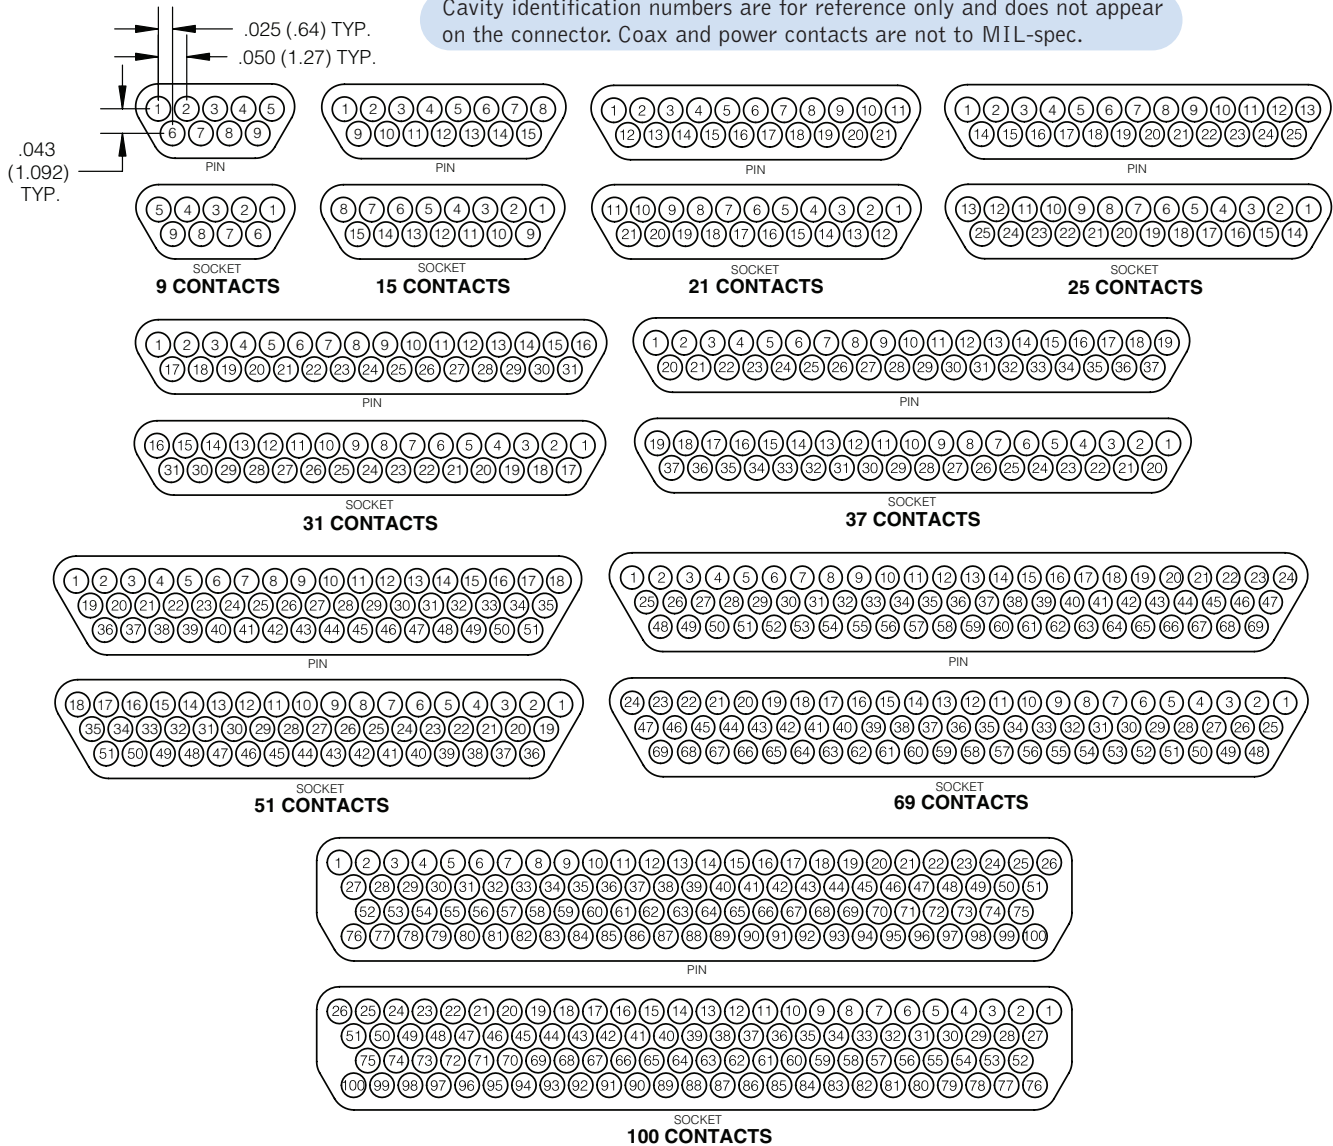 .025 (.64) TYP.
.050 (1.27) TYP.
.043
(1.092)
TYP.
Cavity identification numbers are for reference only and does not appear
on the connector. Coax and power contacts are not to MIL-spec.
1 2 3 4 5
6 7 8 9
PIN
5 4 3 2 1
9 8 7 6
SOCKET
9 CONTACTS
1 2 3 4 5 6 7 8
9 10 11 12 13 14 15
PIN
8 7 6 5 4 3 2 1
15 14 13 12 11 10 9
SOCKET
15 CONTACTS
1 2 3 4 5 6 7 8 9 10 11
12 13 14 15 16 17 18 19 20 21
PIN
11 10 9 8 7 6 5 4 3 2 1
21 20 19 18 17 16 15 14 13 12
SOCKET
21 CONTACTS
1 2 3 4 5 6 7 8 9 10 11 12 13
14 15 16 17 18 19 20 21 22 23 24 25
PIN
13 12 11 10 9 8 7 6 5 4 3 2 1
25 24 23 22 21 20 19 18 17 16 15 14
SOCKET
25 CONTACTS
1 2 3 4 5 6 7 8 9 10 11 12 13 14 15 16
17 18 19 20 21 22 23 24 25 26 27 28 29 30 31
PIN
16 15 14 13 12 11 10 9 8 7 6 5 4 3 2 1
31 30 29 28 27 26 25 24 23 22 21 20 19 18 17
SOCKET
31 CONTACTS
1 2 3 4 5 6 7 8 9 10 11 12 13 14 15 16 17 18 19
20 21 22 23 24 25 26 27 28 29 30 31 32 33 34 35 36 37
PIN
19 18 17 16 15 14 13 12 11 10 9 8 7 6 5 4 3 2 1
37 36 35 34 33 32 31 30 29 28 27 26 25 24 23 22 21 20
SOCKET
37 CONTACTS
1 2 3 4 5 6 7 8 9 10 11 12 13 14 15 16 17 18
19 20 21 22 23 24 25 26 27 28 29 30 31 32 33 34 35
36 37 38 39 40 41 42 43 44 45 46 47 48 49 50 51
PIN
18 17 16 15 14 13 12 11 10 9 8 7 6 5 4 3 2 1
35 34 33 32 31 30 29 28 27 26 25 24 23 22 21 20 19
51 50 49 48 47 46 45 44 43 42 41 40 39 38 37 36
SOCKET
51 CONTACTS
1 2 3 4 5 6 7 8 9 10 11 12 13 14 15 16 17 18 19 20 21 22 23 24
25 26 27 28 29 30 31 32 33 34 35 36 37 38 39 40 41 42 43 44 45 46 47
48 49 50 51 52 53 54 55 56 57 58 59 60 61 62 63 64 65 66 67 68 69
PIN
24 23 22 21 20 19 18 17 16 15 14 13 12 11 10 9 8 7 6 5 4 3 2 1
47 46 45 44 43 42 41 40 39 38 37 36 35 34 33 32 31 30 29 28 27 26 25
69 68 67 66 65 64 63 62 61 60 59 58 57 56 55 54 53 52 51 50 49 48
SOCKET
69 CONTACTS
1 2 3 4 5 6 7 8 9 10 11 12 13 14 15 16 17 18 19 20 21 22 23 24 25 26
27 28 29 30 31 32 33 34 35 36 37 38 39 40 41 42 43 44 45 46 47 48 49 50 51
52 53 54 55 56 57 58 59 60 61 62 63 64 65 66 67 68 69 70 71 72 73 74 75
76 77 78 79 80 81 82 83 84 85 86 87 88 89 90 91 92 93 94 95 96 97 98 99 100
PIN
26 25 24 23 22 21 20 19 18 17 16 15 14 13 12 11 10 9 8 7 6 5 4 3 2 1
51 50 49 48 47 46 45 44 43 42 41 40 39 38 37 36 35 34 33 32 31 30 29 28 27
75 74 73 72 71 70 69 68 67 66 65 64 63 62 61 60 59 58 57 56 55 54 53 52
100 99 98 97 96 95 94 93 92 91 90 89 88 87 86 85 84 83 82 81 80 79 78 77 76
SOCKET
100 CONTACTS